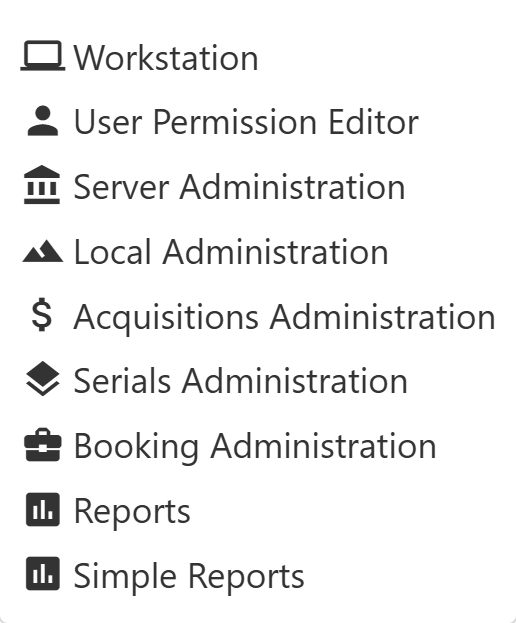 Workstation
User Permission Editor
Server Administration
Local Administration
Acquisitions Administration
Serials Administration
Booking Administration
Reports
Simple Reports